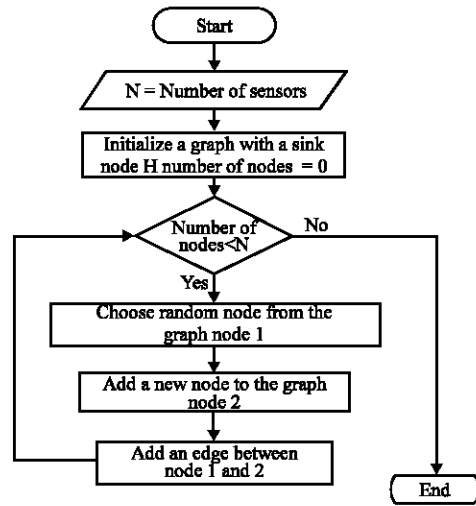 Start
N = Number of sensors
Initialize a graph with a sink
node H number of nodes = 0
Number of
nodes<N
No
Yes
Choose random node from the
graph node 1
Add a new node to the graph
node 2
Add an edge between
node 1 and 2
End